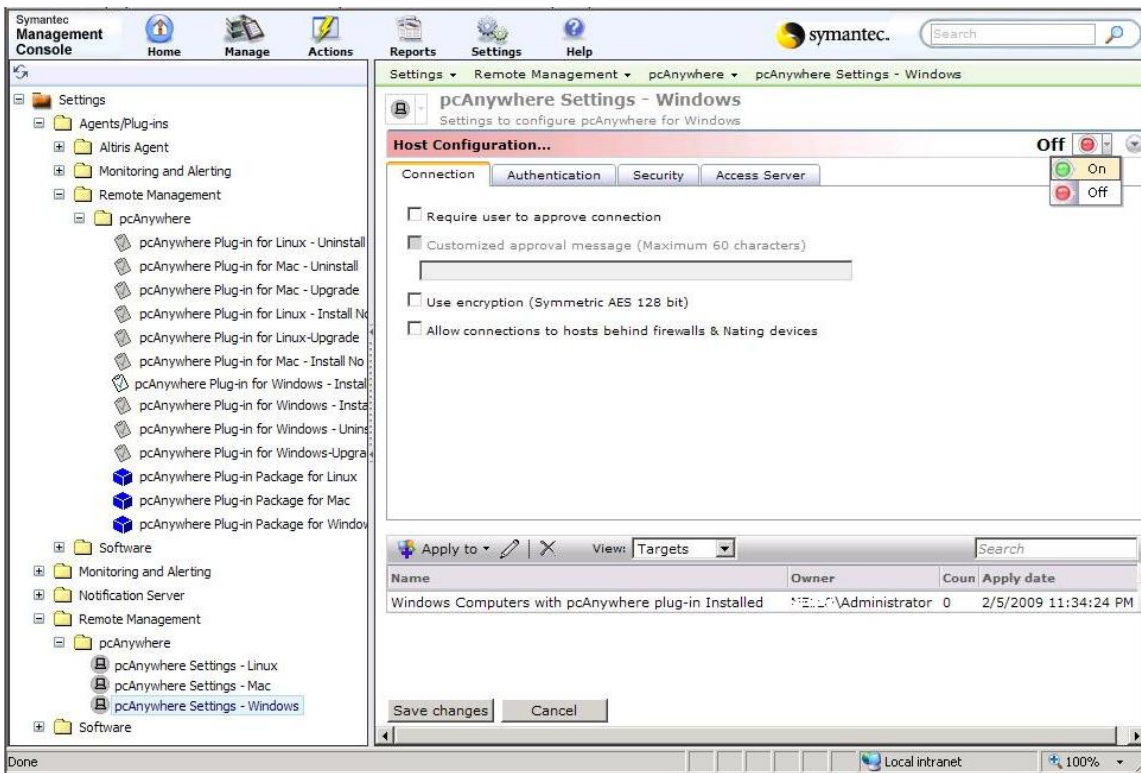 Symantec
Management
Console
Home
Manage
Actions
Reports
Settings
Help
symantec.
Search
Settings
Agents/Plug-ins
Altiris Agent
Monitoring and Alerting
Remote Management
pcAnywhere
pcAnywhere Plug-in for Linux - Uninstall
pcAnywhere Plug-in for Mac - Uninstall
pcAnywhere Plug-in for Mac - Upgrade
pcAnywhere Plug-in for Linux - Install No
pcAnywhere Plug-in for Linux-Upgrade
pcAnywhere Plug-in for Mac - Install No
pcAnywhere Plug-in for Windows - Instal
pcAnywhere Plug-in for Windows - Insta
pcAnywhere Plug-in for Windows - Unins
pcAnywhere Plug-in for Windows-Upgra
pcAnywhere Plug-in Package for Linux
pcAnywhere Plug-in Package for Mac
pcAnywhere Plug-in Package for Window
Software
Monitoring and Alerting
Notification Server
Remote Management
pcAnywhere
pcAnywhere Settings - Linux
pcAnywhere Settings - Mac
pcAnywhere Settings - Windows
Software
Settings Remote Management pcAnywhere pcAnywhere Settings - Windows
pcAnywhere Settings - Windows
Settings to configure pcAnywhere for Windows
Host Configuration... Off
On
Off
Connection Authentication Security Access Server
Require user to approve connection
Customized approval message (Maximum 60 characters)
Use encryption (Symmetric AES 128 bit)
Allow connections to hosts behind firewalls & Nating devices
Apply to View: Targets Search
Name Owner Coun Apply date
Windows Computers with pcAnywhere plug-in Installed \Administrator 0 2/5/2009 11:34:24 PM
Save changes Cancel
Done Local intranet 100%